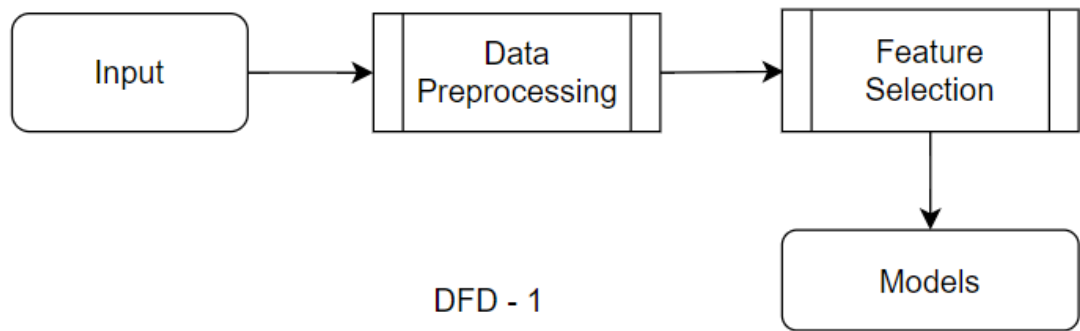 Input
Data
Preprocessing
Feature
Selection
Models
DFD - 1